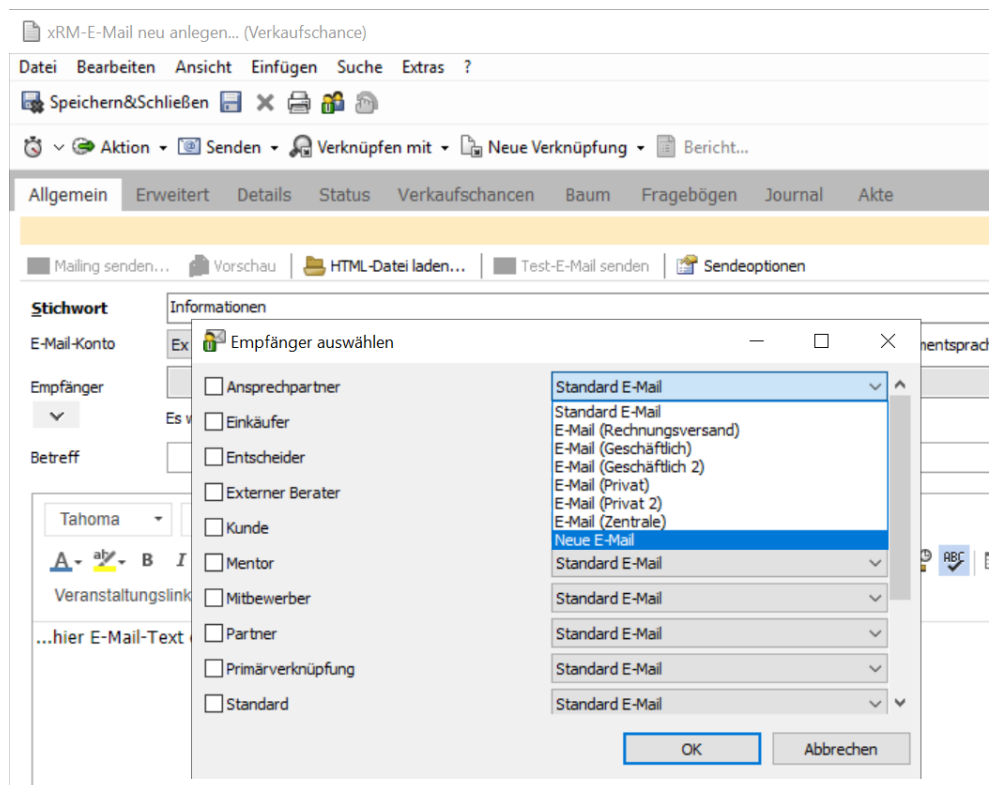 xRM-E-Mail neu anlegen... (Verkaufschance)
Datei Bearbeiten Ansicht Einfügen Suche Extras ?
Speichern&Schließen
Aktion Senden Verknüpfen mit Neue Verknüpfung Bericht...
Allgemein Erweitert Details Status Verkaufschancen Baum Fragebögen Journal Akte
Mailing senden... Vorschau HTML-Datei laden... Test-E-Mail senden Sendeoptionen
Stichwort Informationen
E-Mail-Konto Ex
Empfänger
Es w
Betreff
Tahoma
A ab B I ABC
Veranstaltungslink
...hier E-Mail-Text
Empfänger auswählen
Ansprechpartner Standard E-Mail
Standard E-Mail
Einkäufer
E-Mail (Rechnungsversand)
E-Mail (Geschäftlich)
Entscheider
E-Mail (Geschäftlich 2)
E-Mail (Privat)
Externer Berater
E-Mail (Privat 2)
E-Mail (Zentrale)
Kunde
Neue E-Mail
Mentor Standard E-Mail
Mitbewerber Standard E-Mail
Partner Standard E-Mail
Primärverknüpfung Standard E-Mail
Standard Standard E-Mail
OK Abbrechen